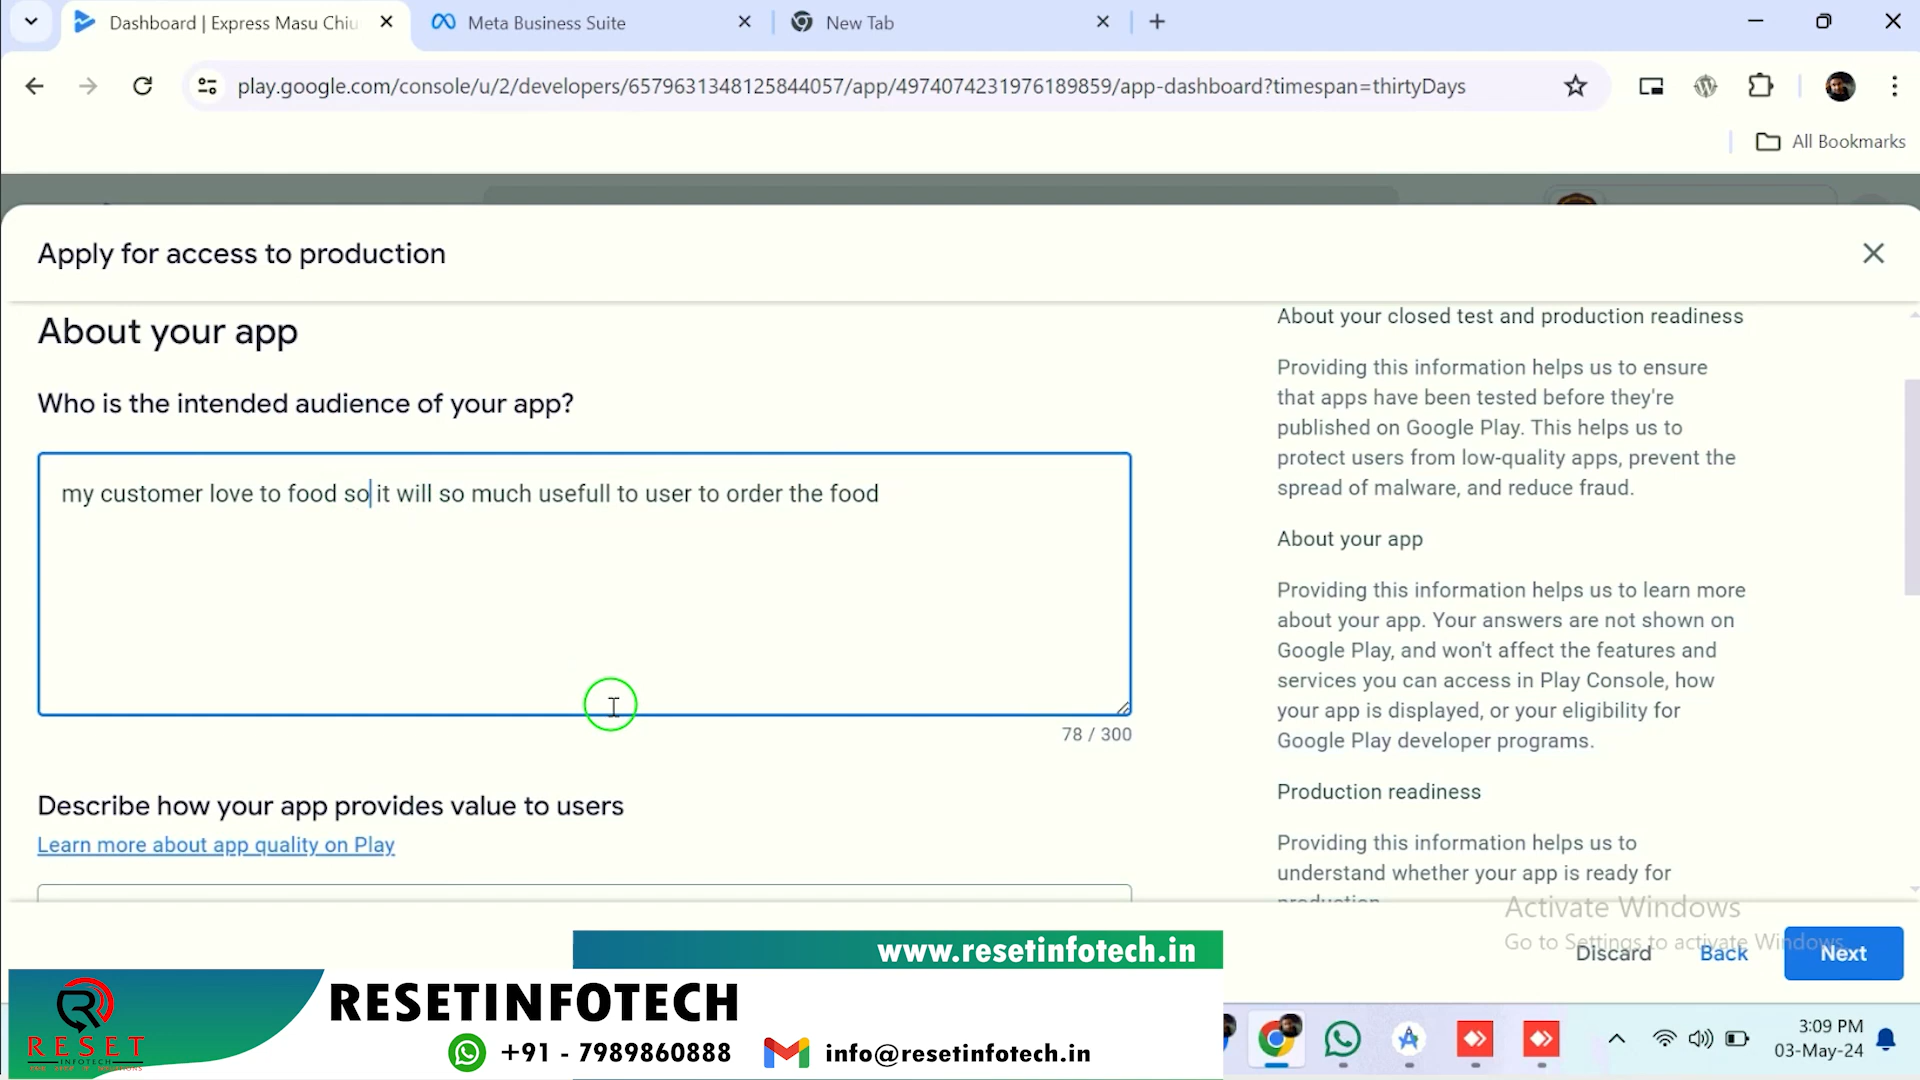 Dashboard | Express Masu Chiu
Meta Business Suite
New Tab
play.google.com/console/u/2/developers/6579631348125844057/app/4974074231976189859/app-dashboard?timespan=thirtyDays
All Bookmarks
Apply for access to production
About your app
Who is the intended audience of your app?
my customer love to food so it will so much usefull to user to order the food
78 / 300
Describe how your app provides value to users
Learn more about app quality on Play
About your closed test and production readiness
Providing this information helps us to ensure
that apps have been tested before they're
published on Google Play. This helps us to
protect users from low-quality apps, prevent the
spread of malware, and reduce fraud.
About your app
Providing this information helps us to learn more
about your app. Your answers are not shown on
Google Play, and won't affect the features and
services you can access in Play Console, how
your app is displayed, or your eligibility for
Google Play developer programs.
Production readiness
Providing this information helps us to
understand whether your app is ready for
production.
Activate Windows
Go to Settings to activate Windows.
Discard
Back
Next
www.resetinfotech.in
RESETINFOTECH
+91 - 7989860888
info@resetinfotech.in
RESET
INFOTECH
3:09 PM
03-May-24